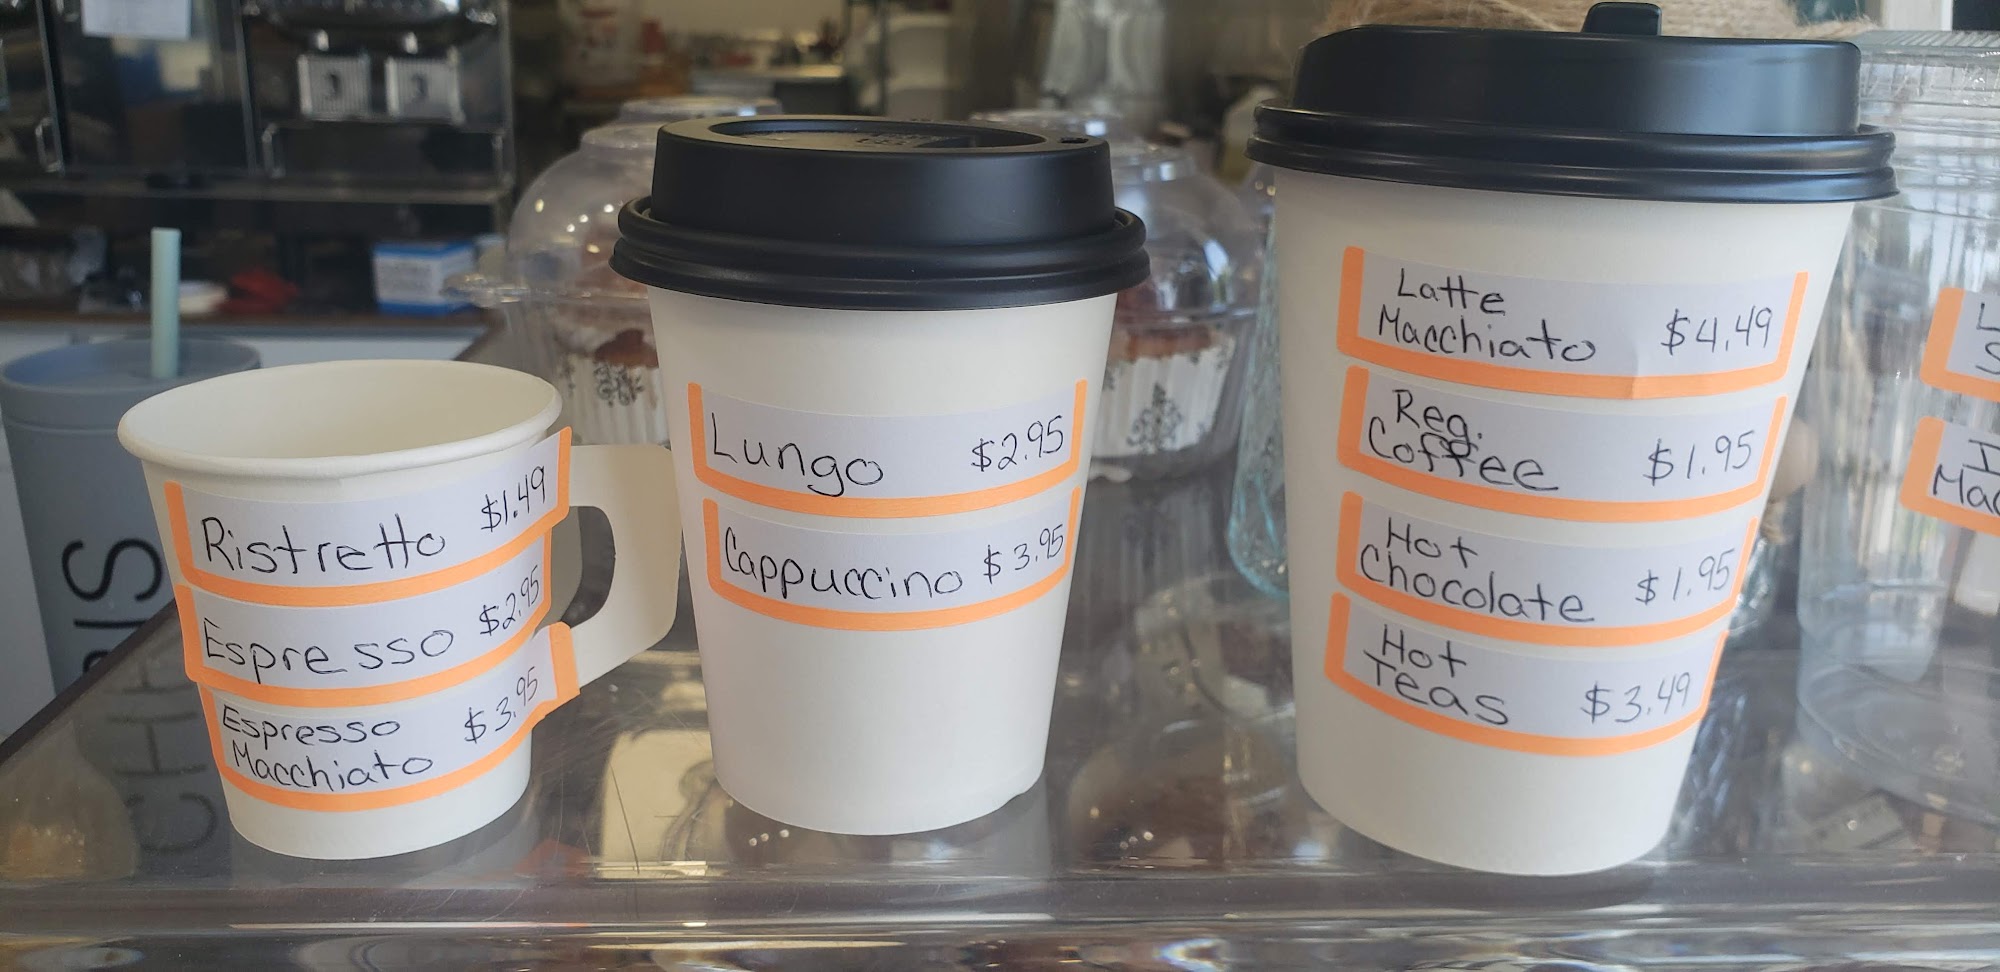 Ristretto $1.49
Espresso $2.95
Espresso
Macchiato $3.95
Lungo $2.95
Cappuccino $3.95
Latte
Macchiato $4.49
Reg.
Coffee $1.95
Hot
Chocolate $1.95
Hot
Teas $3.49